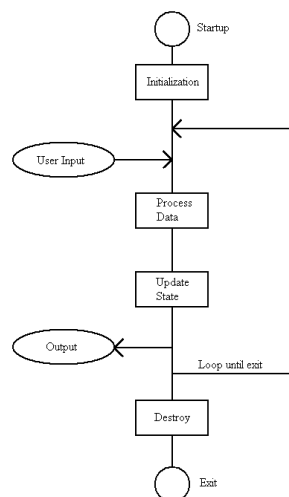 Startup
Initialization
User Input
Process
Data
Update
State
Output
Loop until exit
Destroy
Exit